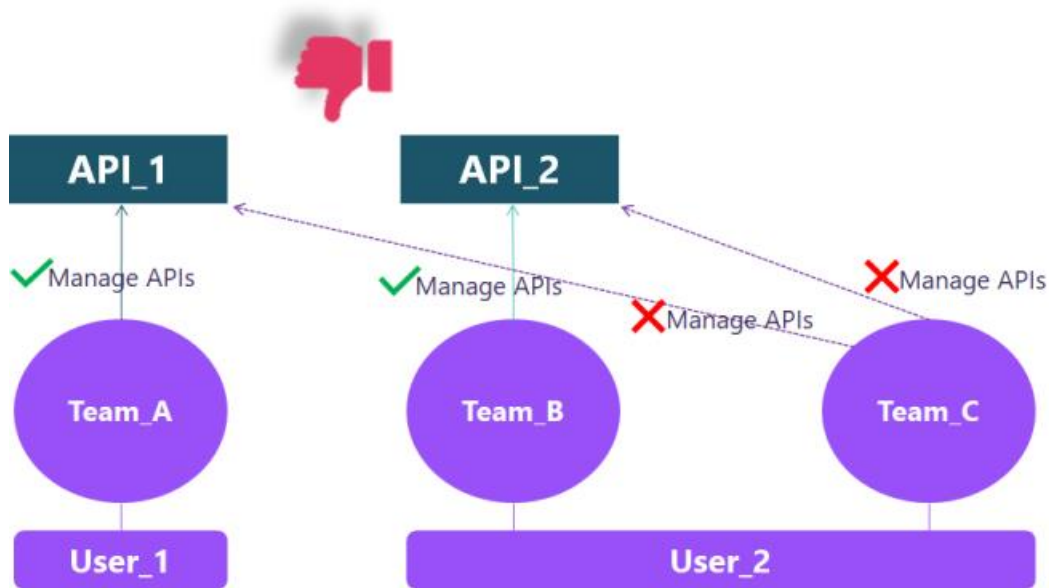 API_1
API_2
Manage APIs
Manage APIs
Manage APIs
Manage APIs
Team_A
Team_B
Team_C
User_1
User_2